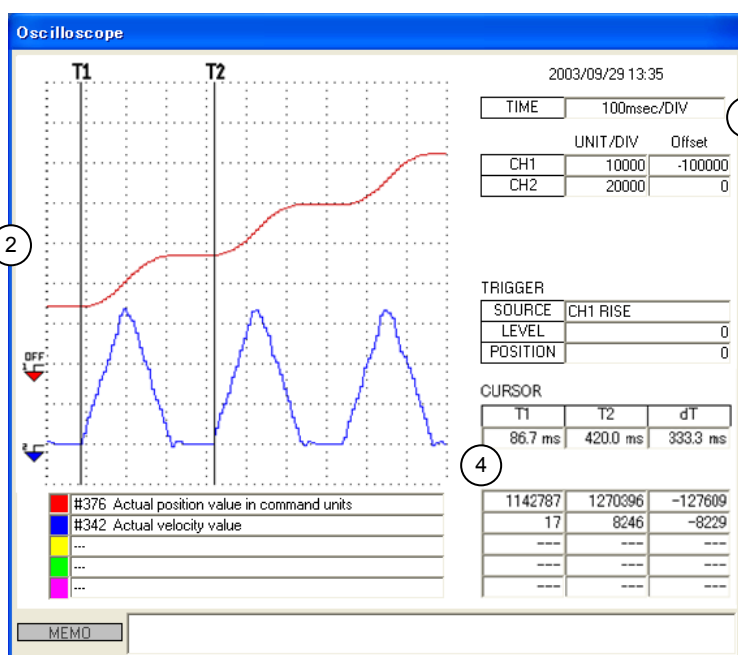 Oscilloscope
T1 T2
2003/09/29 13:35
TIME 100msec/DIV
UNIT/DIV Offset
CH1 10000 -100000
CH2 20000 0
2
TRIGGER
SOURCE CH1 RISE
LEVEL 0
POSITION 0
OFF
1
CURSOR
T1 T2 dT
86.7 ms 420.0 ms 333.3 ms
2
4
#376 Actual position value in command units 1142787 1270396 -127609
#342 Actual velocity value 17 8246 -8229
--- --- --- ---
--- --- --- ---
--- --- --- ---
MEMO